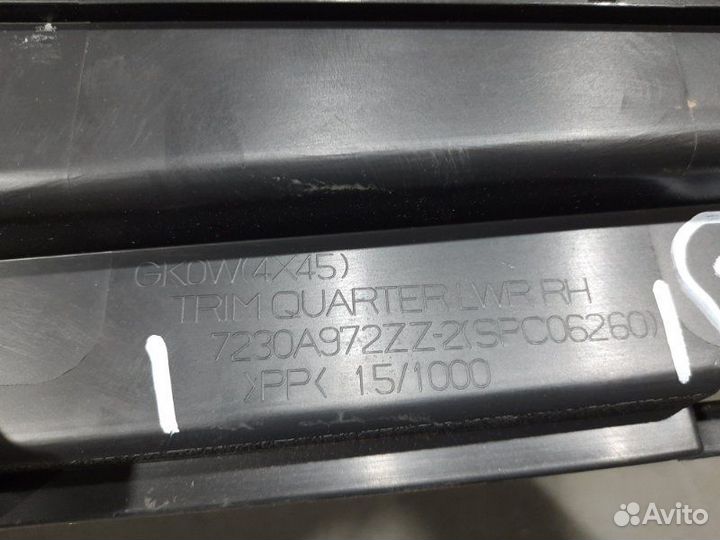 GK0W(4X45)
TRIM QUARTER LWR RH
7230A972ZZ-2(SPC06260)
>PP< 15/1000
Avito